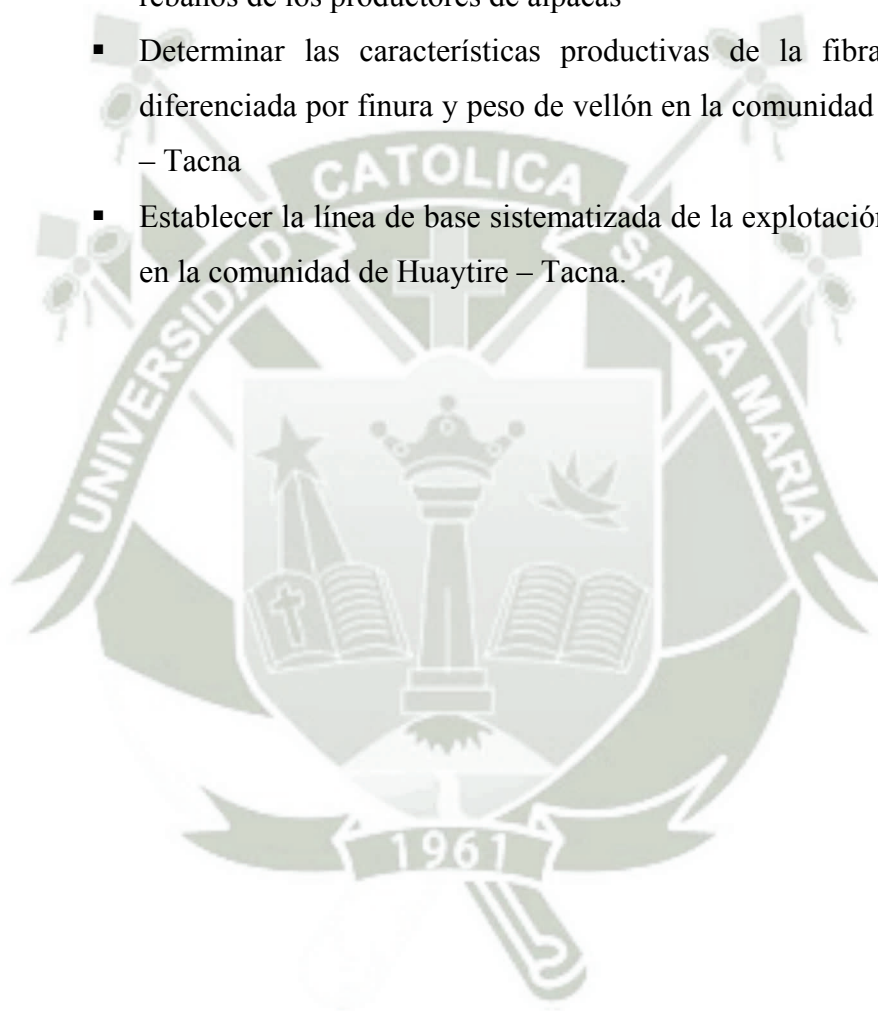 rebaños de los productores de alpacas
▪ Determinar las características productivas de la fibra
diferenciada por finura y peso de vellón en la comunidad
– Tacna
▪ Establecer la línea de base sistematizada de la explotación
en la comunidad de Huaytire – Tacna.
UNIVERSIDAD CATOLICA SANTA MARIA
1961